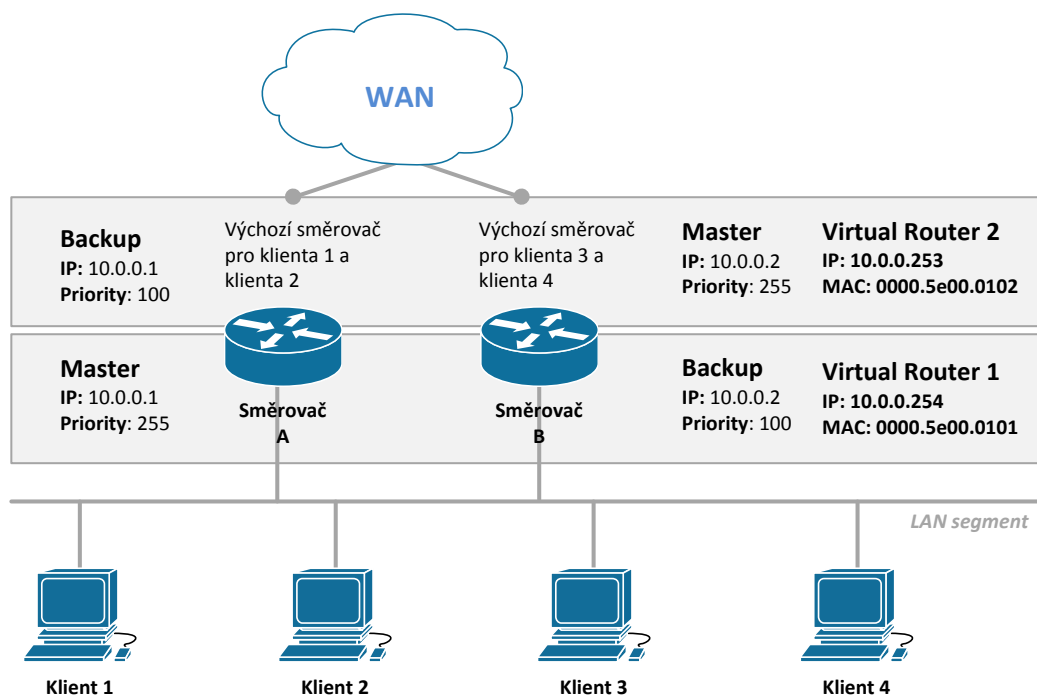 WAN
Backup
IP: 10.0.0.1
Priority: 100
Výchozí směrovač
pro klienta 1 a
klienta 2
Výchozí směrovač
pro klienta 3 a
klienta 4
Master
IP: 10.0.0.2
Priority: 255
Virtual Router 2
IP: 10.0.0.253
MAC: 0000.5e00.0102
Master
IP: 10.0.0.1
Priority: 255
Směrovač
A
Směrovač
B
Backup
IP: 10.0.0.2
Priority: 100
Virtual Router 1
IP: 10.0.0.254
MAC: 0000.5e00.0101
LAN segment
Klient 1
Klient 2
Klient 3
Klient 4